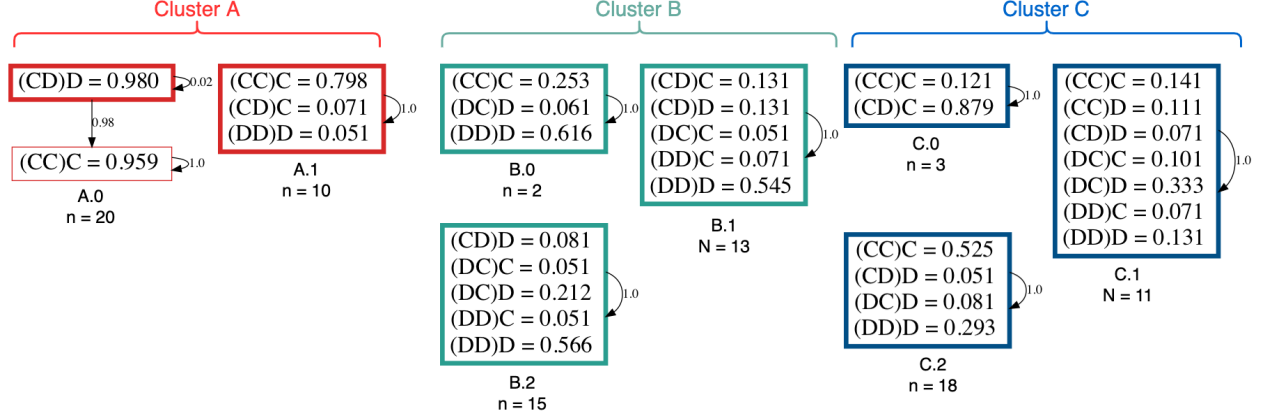 Cluster A
(CD)D = 0.980
0.02
0.98
(CC)C = 0.959
1.0
A.0
n = 20
(CC)C = 0.798
(CD)C = 0.071
(DD)D = 0.051
1.0
A.1
n = 10
Cluster B
(CC)C = 0.253
(DC)D = 0.061
(DD)D = 0.616
1.0
B.0
n = 2
(CD)C = 0.131
(CD)D = 0.131
(DC)C = 0.051
(DD)C = 0.071
(DD)D = 0.545
1.0
B.1
N = 13
(CD)D = 0.081
(DC)C = 0.051
(DC)D = 0.212
(DD)C = 0.051
(DD)D = 0.566
1.0
B.2
n = 15
Cluster C
(CC)C = 0.121
(CD)C = 0.879
1.0
C.0
n = 3
(CC)C = 0.141
(CC)D = 0.111
(CD)D = 0.071
(DC)C = 0.101
(DC)D = 0.333
(DD)C = 0.071
(DD)D = 0.131
1.0
C.1
N = 11
(CC)C = 0.525
(CD)D = 0.051
(DC)D = 0.081
(DD)D = 0.293
1.0
C.2
n = 18